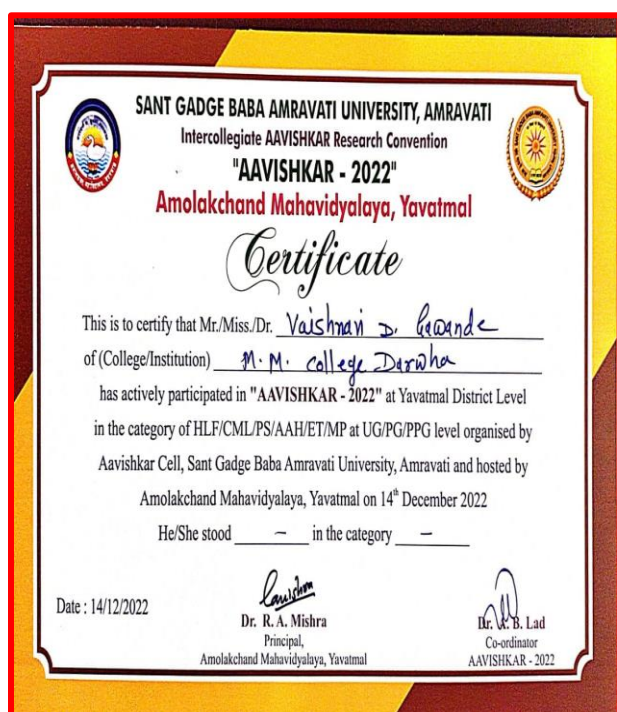 SANT GADGE BABA AMRAVATI UNIVERSITY, AMRAVATI
Intercollegiate AAVISHKAR Research Convention
"AAVISHKAR - 2022"
Amolakchand Mahavidyalaya, Yavatmal
Certificate
This is to certify that Mr./Miss./Dr. Vaishnavi D. Gawande
of (College/Institution) M. M. College Darwha
has actively participated in "AAVISHKAR - 2022" at Yavatmal District Level
in the category of HLF/CML/PS/AAH/ET/MP at UG/PG/PPG level organised by
Aavishkar Cell, Sant Gadge Baba Amravati University, Amravati and hosted by
Amolakchand Mahavidyalaya, Yavatmal on 14th December 2022
He/She stood – in the category –
Date : 14/12/2022
Dr. R. A. Mishra
Principal,
Amolakchand Mahavidyalaya, Yavatmal
Dr. B. Lad
Co-ordinator
AAVISHKAR - 2022